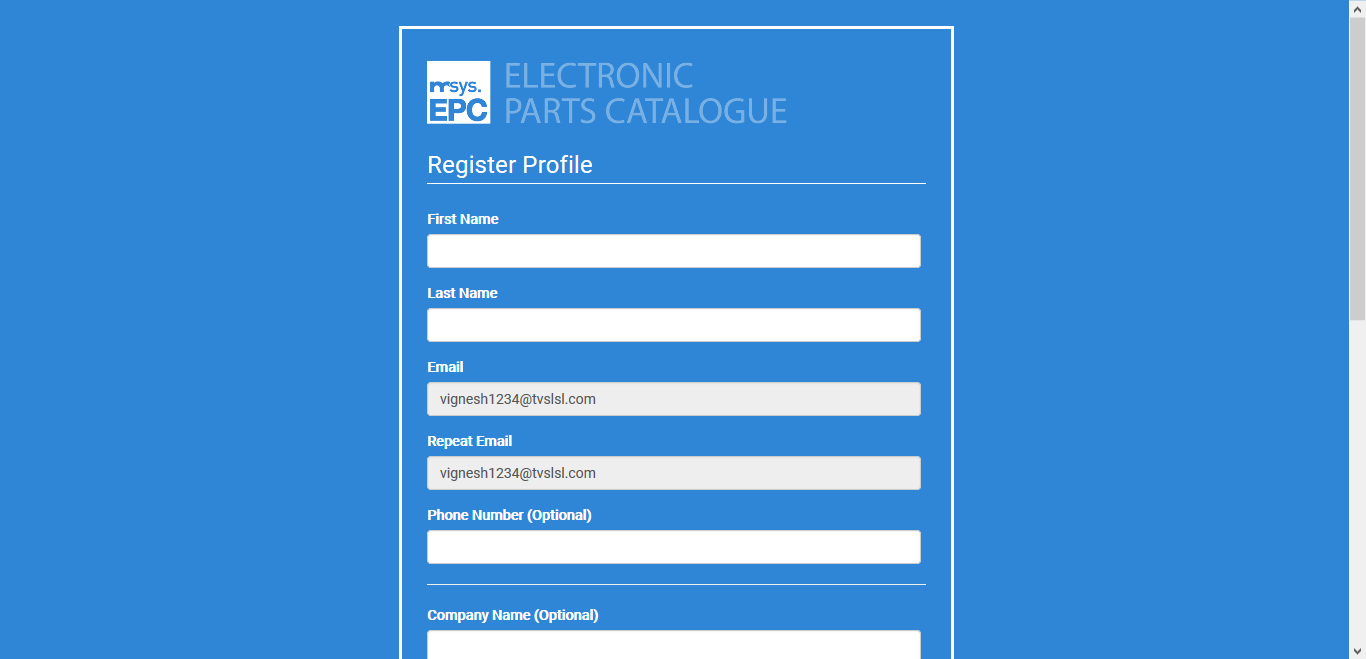 mrsys.
EPC
ELECTRONIC
PARTS CATALOGUE
Register Profile
First Name
Last Name
Email
vignesh1234@tvslsl.com
Repeat Email
vignesh1234@tvslsl.com
Phone Number (Optional)
Company Name (Optional)